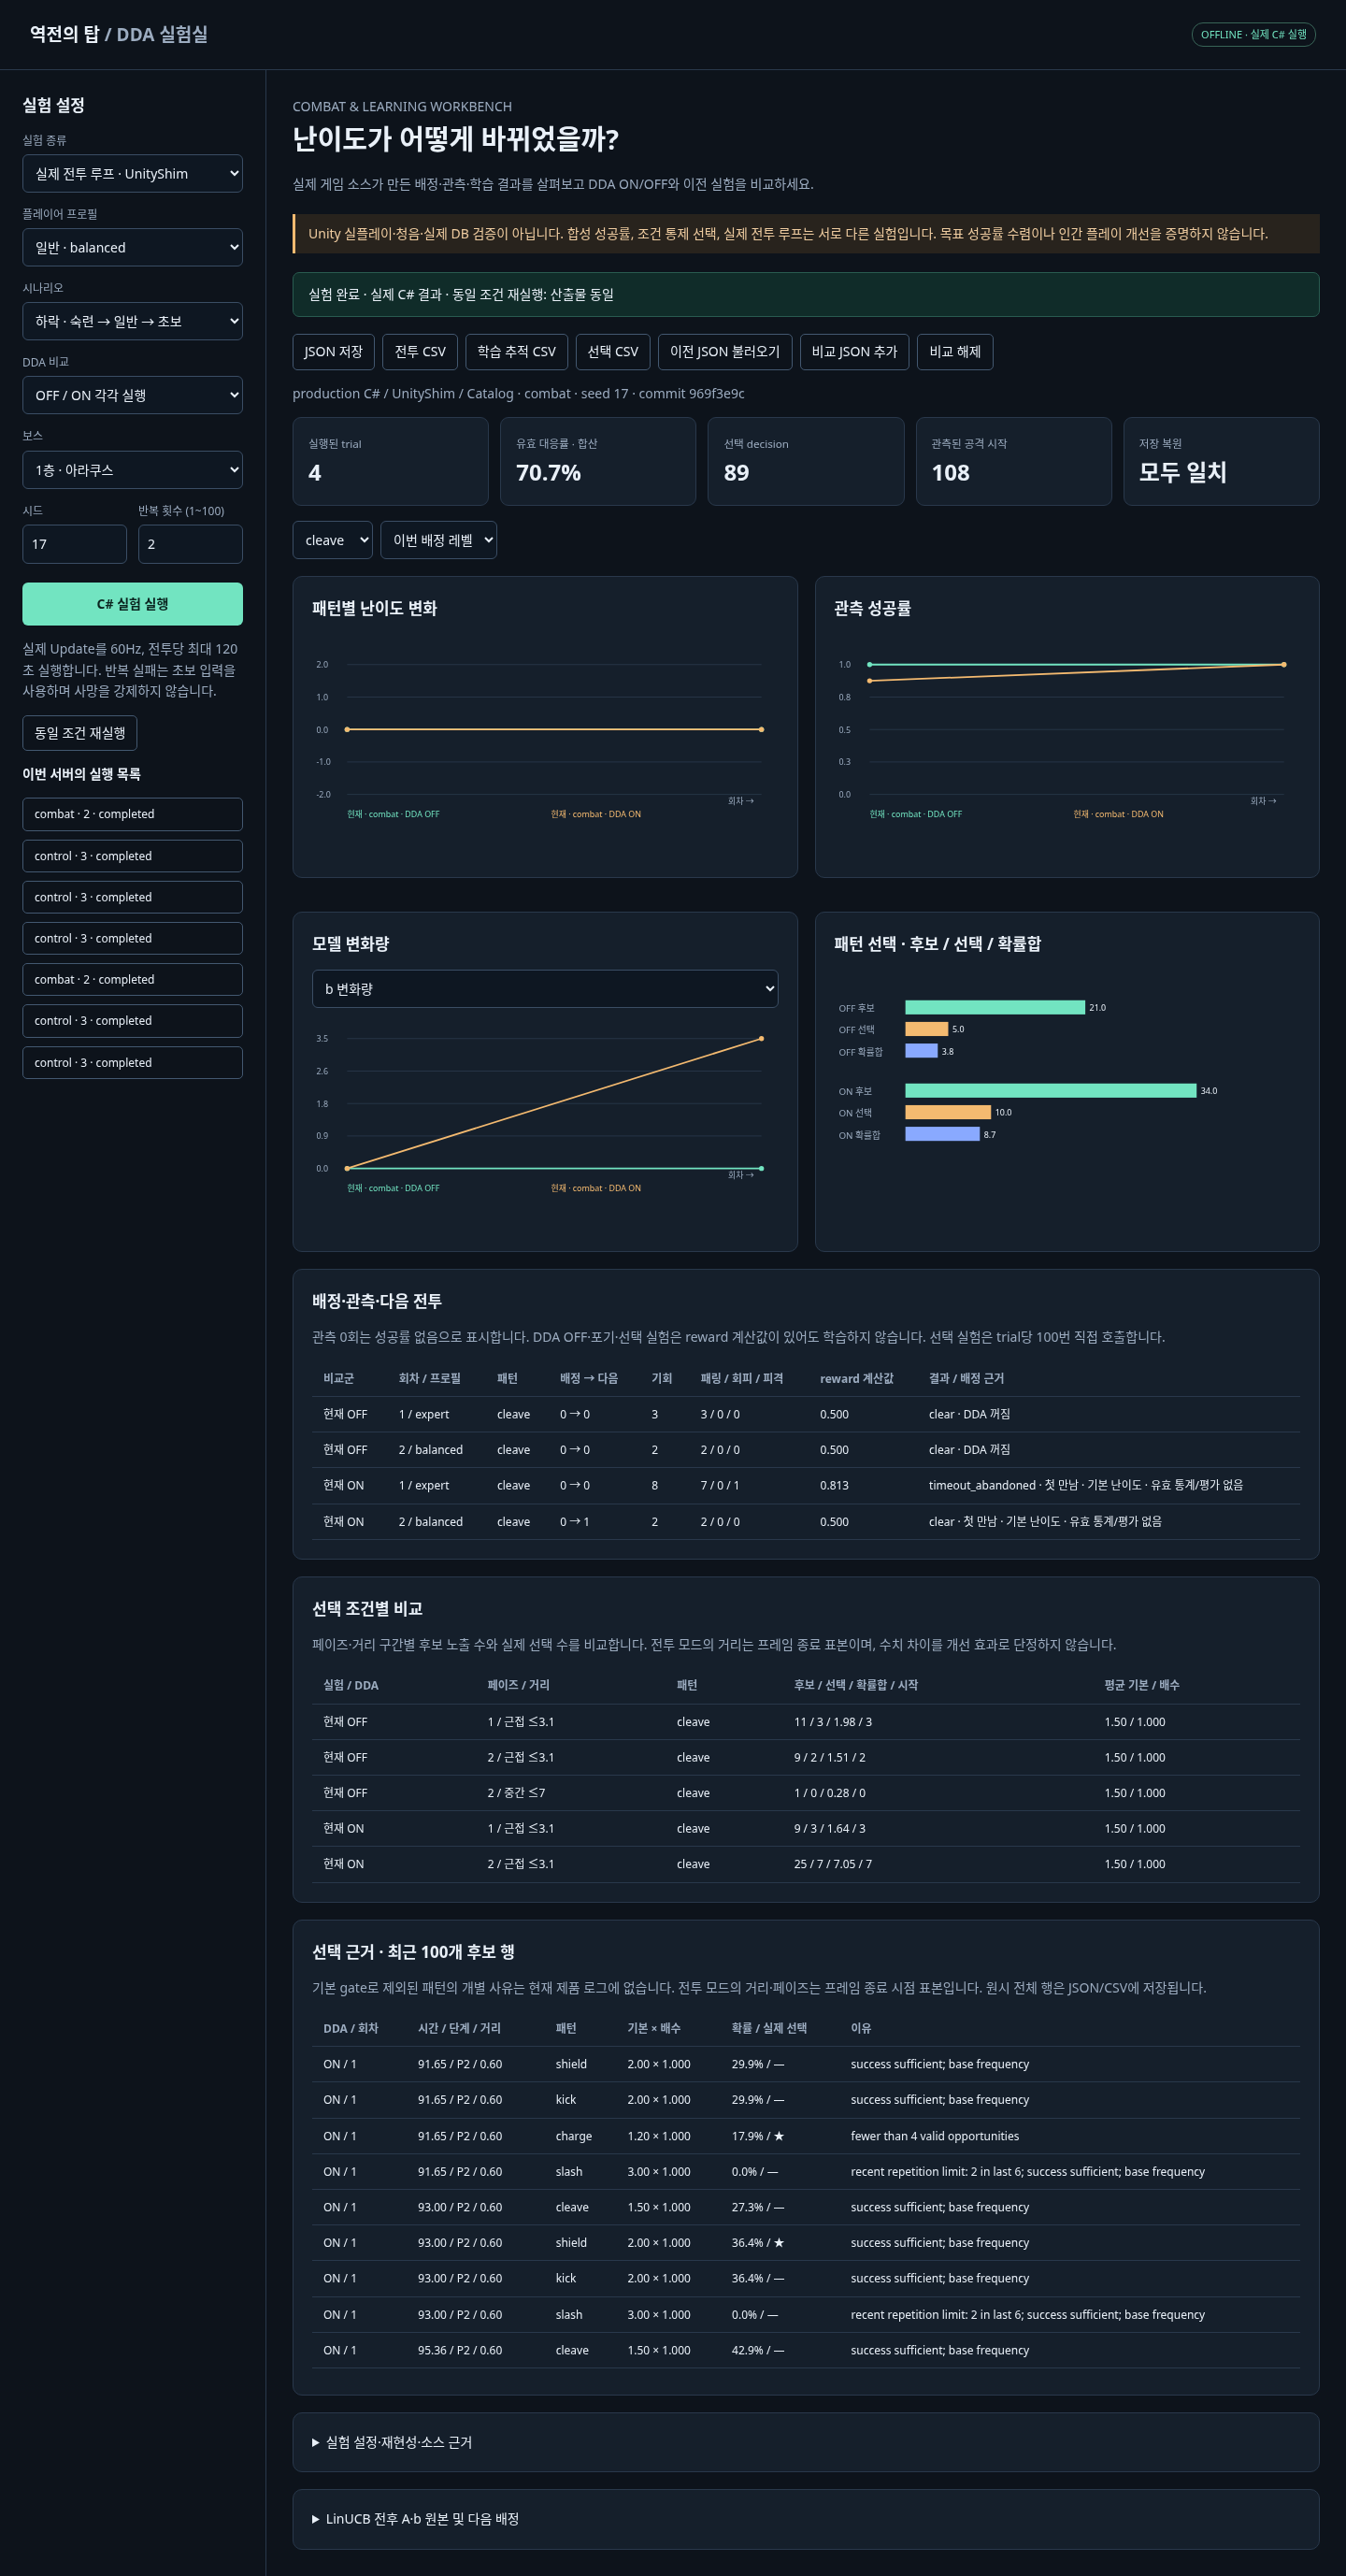 역전의 탑 / DDA 실험실
OFFLINE · 실제 C# 실행
실험 설정
실험 종류
실제 전투 루프 · UnityShim
플레이어 프로필
일반 · balanced
시나리오
하락 · 숙련 → 일반 → 초보
DDA 비교
OFF / ON 각각 실행
보스
1층 · 아라쿠스
시드
반복 횟수 (1~100)
17
2
C# 실험 실행
실제 Update를 60Hz, 전투당 최대 120
초 실행합니다. 반복 실패는 초보 입력을
사용하며 사망을 강제하지 않습니다.
동일 조건 재실행
이번 서버의 실행 목록
combat · 2 · completed
control · 3 · completed
control · 3 · completed
control · 3 · completed
combat · 2 · completed
control · 3 · completed
control · 3 · completed
COMBAT & LEARNING WORKBENCH
난이도가 어떻게 바뀌었을까?
실제 게임 소스가 만든 배정·관측·학습 결과를 살펴보고 DDA ON/OFF와 이전 실험을 비교하세요.
Unity 실플레이·청음·실제 DB 검증이 아닙니다. 합성 성공률, 조건 통제 선택, 실제 전투 루프는 서로 다른 실험입니다. 목표 성공률 수렴이나 인간 플레이 개선을 증명하지 않습니다.
실험 완료 · 실제 C# 결과 · 동일 조건 재실행: 산출물 동일
JSON 저장
전투 CSV
학습 추적 CSV
선택 CSV
이전 JSON 불러오기
비교 JSON 추가
비교 해제
production C# / UnityShim / Catalog · combat · seed 17 · commit 969f3e9c
실행된 trial
4
유효 대응률 · 합산
70.7%
선택 decision
89
관측된 공격 시작
108
저장 복원
모두 일치
cleave
이번 배정 레벨
패턴별 난이도 변화
2.0
1.0
0.0
-1.0
-2.0
회차 →
현재 · combat · DDA OFF
현재 · combat · DDA ON
관측 성공률
1.0
0.8
0.5
0.3
0.0
회차 →
현재 · combat · DDA OFF
현재 · combat · DDA ON
모델 변화량
b 변화량
3.5
2.6
1.8
0.9
0.0
회차 →
현재 · combat · DDA OFF
현재 · combat · DDA ON
패턴 선택 · 후보 / 선택 / 확률합
OFF 후보 21.0
OFF 선택 5.0
OFF 확률합 3.8
ON 후보 34.0
ON 선택 10.0
ON 확률합 8.7
배정·관측·다음 전투
관측 0회는 성공률 없음으로 표시합니다. DDA OFF·포기·선택 실험은 reward 계산값이 있어도 학습하지 않습니다. 선택 실험은 trial당 100번 직접 호출합니다.
비교군 회차 / 프로필 패턴 배정 → 다음 기회 패링 / 회피 / 피격 reward 계산값 결과 / 배정 근거
현재 OFF 1 / expert cleave 0 → 0 3 3 / 0 / 0 0.500 clear · DDA 꺼짐
현재 OFF 2 / balanced cleave 0 → 0 2 2 / 0 / 0 0.500 clear · DDA 꺼짐
현재 ON 1 / expert cleave 0 → 0 8 7 / 0 / 1 0.813 timeout_abandoned · 첫 만남 · 기본 난이도 · 유효 통계/평가 없음
현재 ON 2 / balanced cleave 0 → 1 2 2 / 0 / 0 0.500 clear · 첫 만남 · 기본 난이도 · 유효 통계/평가 없음
선택 조건별 비교
페이즈·거리 구간별 후보 노출 수와 실제 선택 수를 비교합니다. 전투 모드의 거리는 프레임 종료 표본이며, 수치 차이를 개선 효과로 단정하지 않습니다.
실험 / DDA 페이즈 / 거리 패턴 후보 / 선택 / 확률합 / 시작 평균 기본 / 배수
현재 OFF 1 / 근접 ≤3.1 cleave 11 / 3 / 1.98 / 3 1.50 / 1.000
현재 OFF 2 / 근접 ≤3.1 cleave 9 / 2 / 1.51 / 2 1.50 / 1.000
현재 OFF 2 / 중간 ≤7 cleave 1 / 0 / 0.28 / 0 1.50 / 1.000
현재 ON 1 / 근접 ≤3.1 cleave 9 / 3 / 1.64 / 3 1.50 / 1.000
현재 ON 2 / 근접 ≤3.1 cleave 25 / 7 / 7.05 / 7 1.50 / 1.000
선택 근거 · 최근 100개 후보 행
기본 gate로 제외된 패턴의 개별 사유는 현재 제품 로그에 없습니다. 전투 모드의 거리·페이즈는 프레임 종료 시점 표본입니다. 원시 전체 행은 JSON/CSV에 저장됩니다.
DDA / 회차 시간 / 단계 / 거리 패턴 기본 × 배수 확률 / 실제 선택 이유
ON / 1 91.65 / P2 / 0.60 shield 2.00 × 1.000 29.9% / — success sufficient; base frequency
ON / 1 91.65 / P2 / 0.60 kick 2.00 × 1.000 29.9% / — success sufficient; base frequency
ON / 1 91.65 / P2 / 0.60 charge 1.20 × 1.000 17.9% / ★ fewer than 4 valid opportunities
ON / 1 91.65 / P2 / 0.60 slash 3.00 × 1.000 0.0% / — recent repetition limit: 2 in last 6; success sufficient; base frequency
ON / 1 93.00 / P2 / 0.60 cleave 1.50 × 1.000 27.3% / — success sufficient; base frequency
ON / 1 93.00 / P2 / 0.60 shield 2.00 × 1.000 36.4% / ★ success sufficient; base frequency
ON / 1 93.00 / P2 / 0.60 kick 2.00 × 1.000 36.4% / — success sufficient; base frequency
ON / 1 93.00 / P2 / 0.60 slash 3.00 × 1.000 0.0% / — recent repetition limit: 2 in last 6; success sufficient; base frequency
ON / 1 95.36 / P2 / 0.60 cleave 1.50 × 1.000 42.9% / — success sufficient; base frequency
▶ 실험 설정·재현성·소스 근거
▶ LinUCB 전후 A·b 원본 및 다음 배정